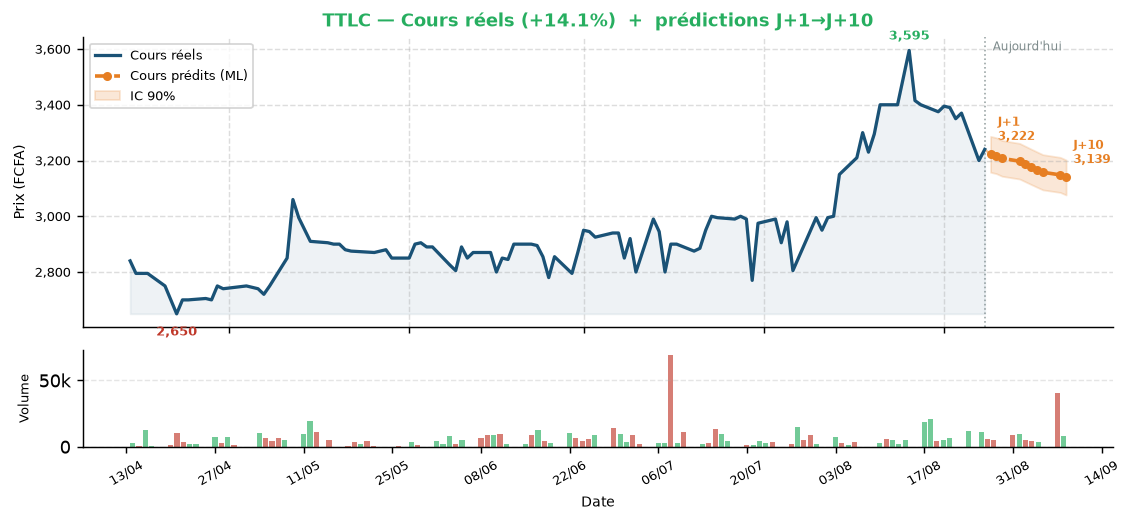 TTLC — Cours réels (+14.1%)  +  prédictions J+1→J+10
Cours réels
Cours prédits (ML)
IC 90%
3,595
Aujourd'hui
J+1
3,222
J+10
3,139
2,650
Prix (FCFA)
3,600
3,400
3,200
3,000
2,800
Volume
50k
0
13/04
27/04
11/05
25/05
08/06
22/06
06/07
20/07
03/08
17/08
31/08
14/09
Date